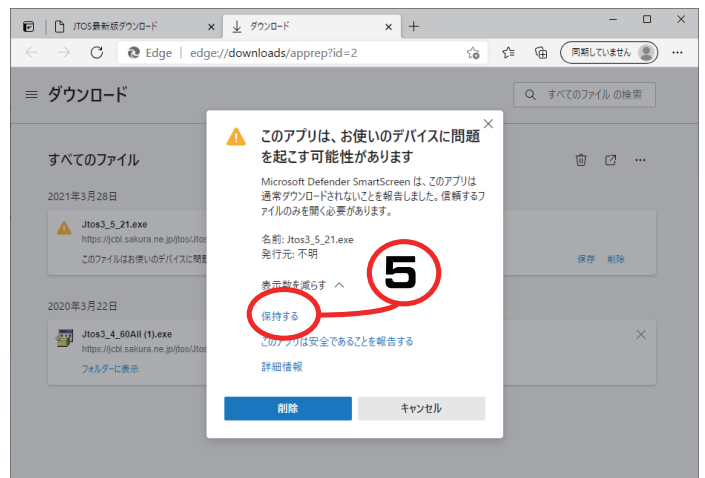 JTOS最新版ダウンロード
ダウンロード
Edge
edge://downloads/apprep?id=2
同期していません
ダウンロード
すべてのファイル の検索
すべてのファイル
2021年3月28日
Jtos3_5_21.exe
https://jcbl.sakura.ne.jp/jtos/Jtos
このファイルはお使いのデバイスに問題
保存 削除
2020年3月22日
Jtos3_4_60All (1).exe
https://jcbl.sakura.ne.jp/jtos/Jtos
フォルダーに表示
このアプリは、お使いのデバイスに問題
を起こす可能性があります
Microsoft Defender SmartScreen は、このアプリは
通常ダウンロードされないことを報告しました。信頼するフ
ァイルのみを開く必要があります。
名前: Jtos3_5_21.exe
発行元: 不明
表示数を減らす
5
保持する
このアプリは安全であることを報告する
詳細情報
削除
キャンセル